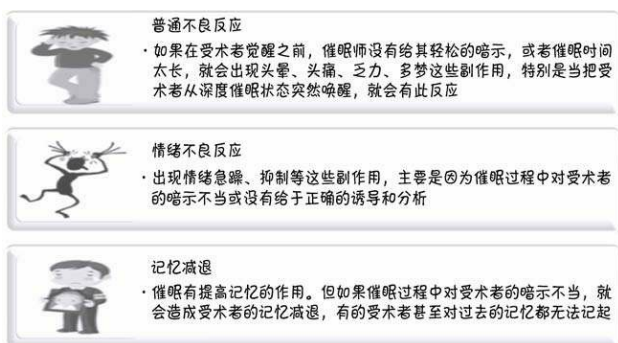 普通不良反应
·如果在受术者觉醒之前，催眠师没有给其轻松的暗示，或者催眠时间
太长，就会出现头晕、头痛、乏力、多梦这些副作用，特别是当把受
术者从深度催眠状态突然唤醒，就会有此反应
情绪不良反应
·出现情绪急躁、抑制等这些副作用，主要是因为催眠过程中对受术者
的暗示不当或没有给于正确的诱导和分析
记忆减退
·催眠有提高记忆的作用。但如果催眠过程中对受术者的暗示不当，就
会造成受术者的记忆减退，有的受术者甚至对过去的记忆都无法记起